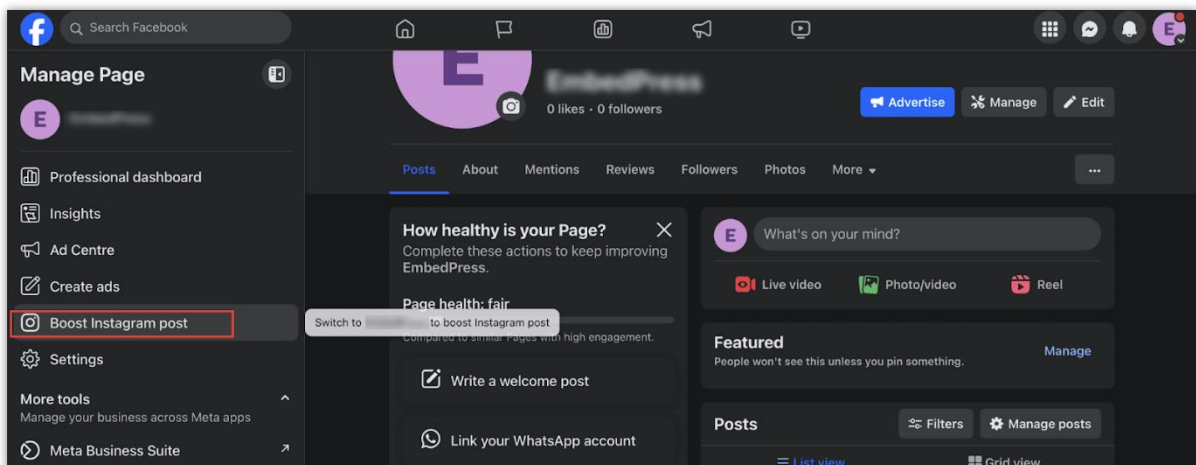 Search Facebook
Manage Page
E
Professional dashboard
Insights
Ad Centre
Create ads
Boost Instagram post
Settings
More tools
Manage your business across Meta apps
Meta Business Suite
E
E
0 likes · 0 followers
Advertise
Manage
Edit
Posts
About
Mentions
Reviews
Followers
Photos
More
How healthy is your Page?
Complete these actions to keep improving
EmbedPress.
Page health: fair
Switch to
to boost Instagram post
Compared to similar Pages with high engagement.
Write a welcome post
Link your WhatsApp account
E
What's on your mind?
Live video
Photo/video
Reel
Featured
People won't see this unless you pin something.
Manage
Posts
Filters
Manage posts
List view
Grid view